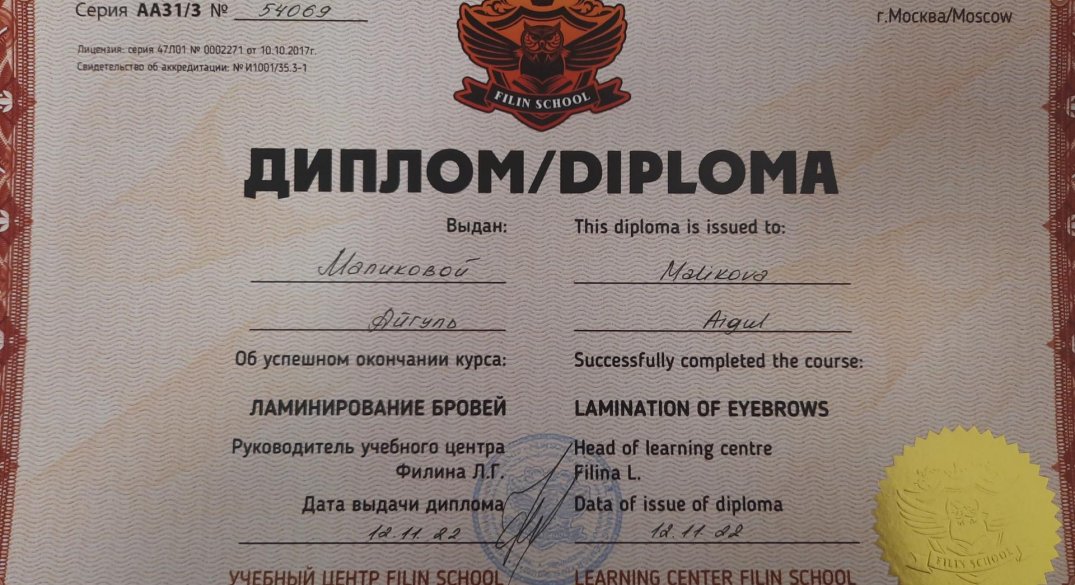 Серия АА31/3 № 54069
г.Москва/Moscow
Лицензия: серия 47Л01 № 0002271 от 10.10.2017г.
Свидетельство об аккредитации: № И1001/35.3-1
FILIN SCHOOL
ДИПЛОМ/DIPLOMA
Выдан: This diploma is issued to:
Маликовой Malikova
Айгуль Aigul
Об успешном окончании курса: Successfully completed the course:
ЛАМИНИРОВАНИЕ БРОВЕЙ LAMINATION OF EYEBROWS
Руководитель учебного центра Head of learning centre
Филина Л.Г. Filina L.
Дата выдачи диплома Data of issue of diploma
12.11.22 12.11.22
УЧЕБНЫЙ ЦЕНТР FILIN SCHOOL LEARNING CENTER FILIN SCHOOL
FILIN SCHOOL